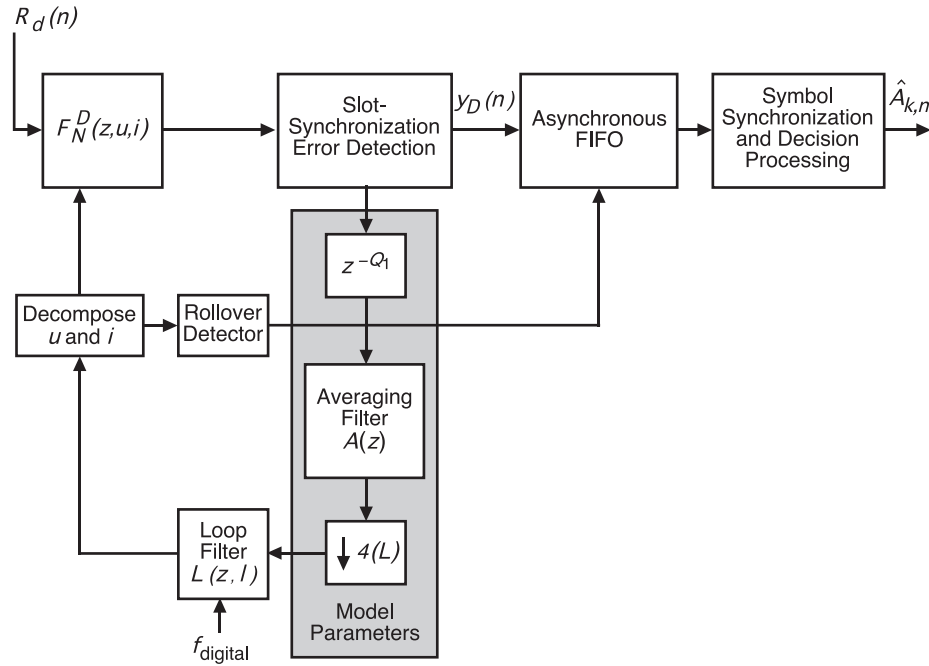 R_d(n)
F_N^D(z,u,i)
Slot-
Synchronization
Error Detection
y_D(n)
Asynchronous
FIFO
Symbol
Synchronization
and Decision
Processing
Â_{k,n}
z^{-Q_1}
Decompose
u and i
Rollover
Detector
Averaging
Filter
A(z)
Loop
Filter
L(z,l)
↓ 4(L)
Model
Parameters
f_digital